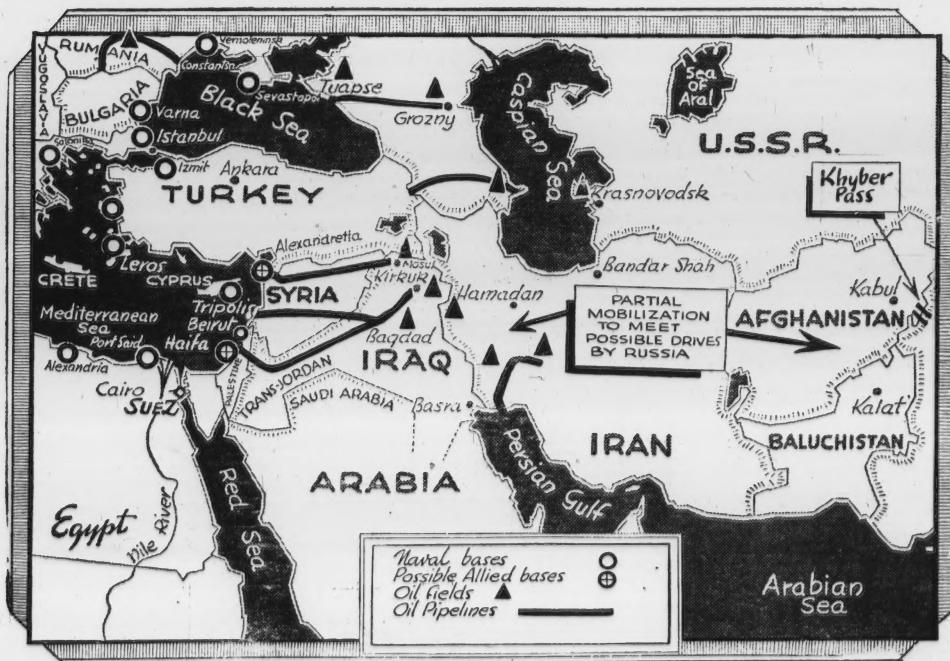 Vernoleninsk
RUMANIA
YUGOSLAVIA
Constantsa
BULGARIA
Black Sea
Sevastopol
Tuapse
Grozny
Caspian
Sea
Sea
of
Aral
U.S.S.R.
Varna
Istanbul
Salonika
Izmit
Ankara
TURKEY
Krasnovodsk
Khyber
Pass
Alexandretta
Leros
CRETE
CYPRUS
SYRIA
Mosul
Kirkuk
Hamadan
Bandar Shah
Kabul
PARTIAL
MOBILIZATION
TO MEET
POSSIBLE DRIVES
BY RUSSIA
AFGHANISTAN
Mediterranean
Sea
Tripolis
Beirut
Haifa
Port Said
Alexandria
Bagdad
IRAQ
PALESTINE
TRANS-JORDAN
SAUDI ARABIA
Cairo
SUEZ
Basra
Kalat
BALUCHISTAN
IRAN
ARABIA
Persian Gulf
Red
Sea
Egypt
Nile River
Arabian
Sea
Naval bases
Possible Allied bases
Oil fields
Oil Pipelines